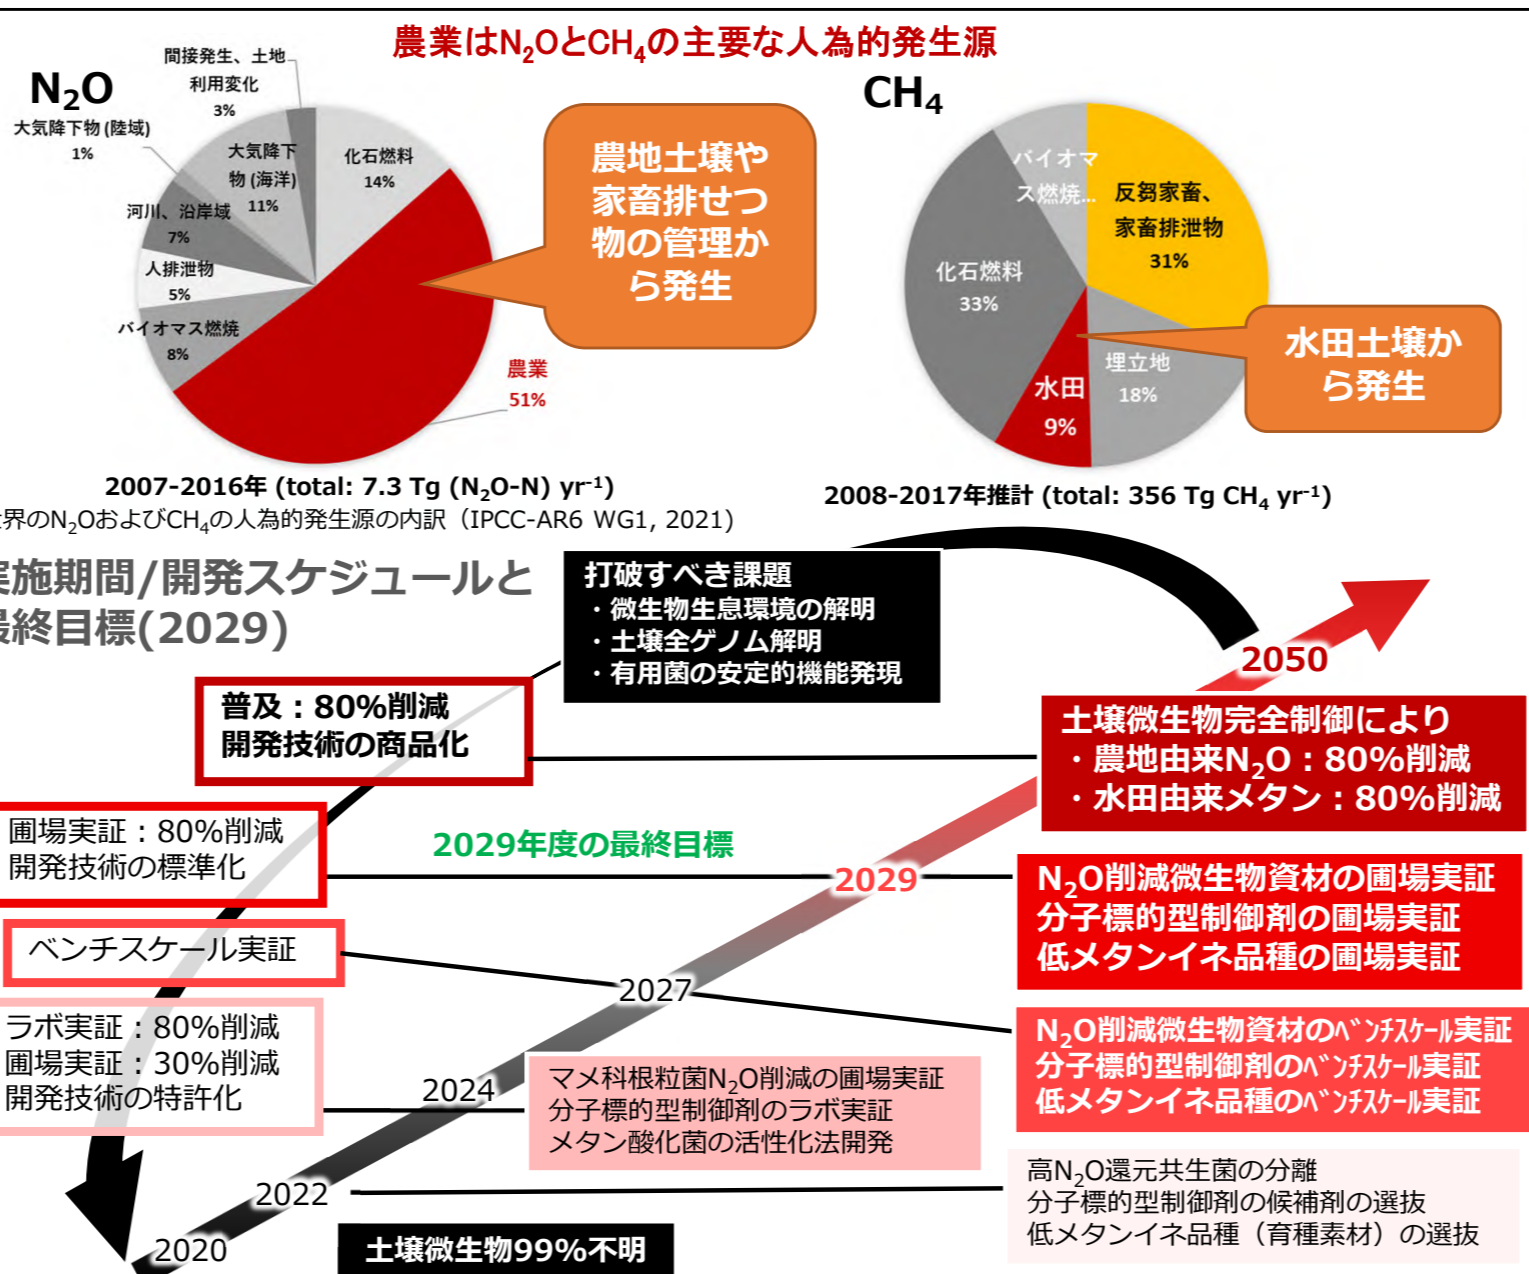 農業はN₂OとCH₄の主要な人為的発生源
N₂O
間接発生、土地
利用変化
3%
大気降下物 (陸域)
1%
大気降下
物 (海洋)
11%
化石燃料
14%
河川、沿岸域
7%
人排泄物
5%
バイオマス燃焼
8%
農業
51%
農地土壌や
家畜排せつ
物の管理か
ら発生
2007-2016年 (total: 7.3 Tg (N₂O-N) yr⁻¹)
CH₄
バイオマ
ス燃焼...
反芻家畜、
家畜排泄物
31%
化石燃料
33%
水田
9%
埋立地
18%
水田土壌か
ら発生
2008-2017年推計 (total: 356 Tg CH₄ yr⁻¹)
界のN₂OおよびCH₄の人為的発生源の内訳（IPCC-AR6 WG1, 2021)
実施期間/開発スケジュールと
最終目標(2029)
打破すべき課題
・微生物生息環境の解明
・土壌全ゲノム解明
・有用菌の安定的機能発現
2050
普及：80%削減
開発技術の商品化
土壌微生物完全制御により
・農地由来N₂O：80%削減
・水田由来メタン：80%削減
圃場実証：80%削減
開発技術の標準化
2029年度の最終目標
2029
N₂O削減微生物資材の圃場実証
分子標的型制御剤の圃場実証
低メタンイネ品種の圃場実証
ベンチスケール実証
2027
N₂O削減微生物資材のﾍﾞﾝﾁｽｹｰﾙ実証
分子標的型制御剤のﾍﾞﾝﾁｽｹｰﾙ実証
低メタンイネ品種のﾍﾞﾝﾁｽｹｰﾙ実証
ラボ実証：80%削減
圃場実証：30%削減
開発技術の特許化
2024
マメ科根粒菌N₂O削減の圃場実証
分子標的型制御剤のラボ実証
メタン酸化菌の活性化法開発
2022
高N₂O還元共生菌の分離
分子標的型制御剤の候補剤の選抜
低メタンイネ品種（育種素材）の選抜
2020
土壌微生物99%不明